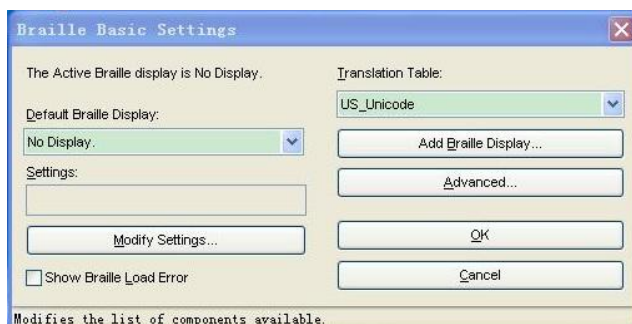 Braille Basic Settings
The Active Braille display is No Display.
Default Braille Display:
No Display.
Settings:
Modify Settings...
Show Braille Load Error
Translation Table:
US_Unicode
Add Braille Display...
Advanced...
OK
Cancel
Modifies the list of components available.